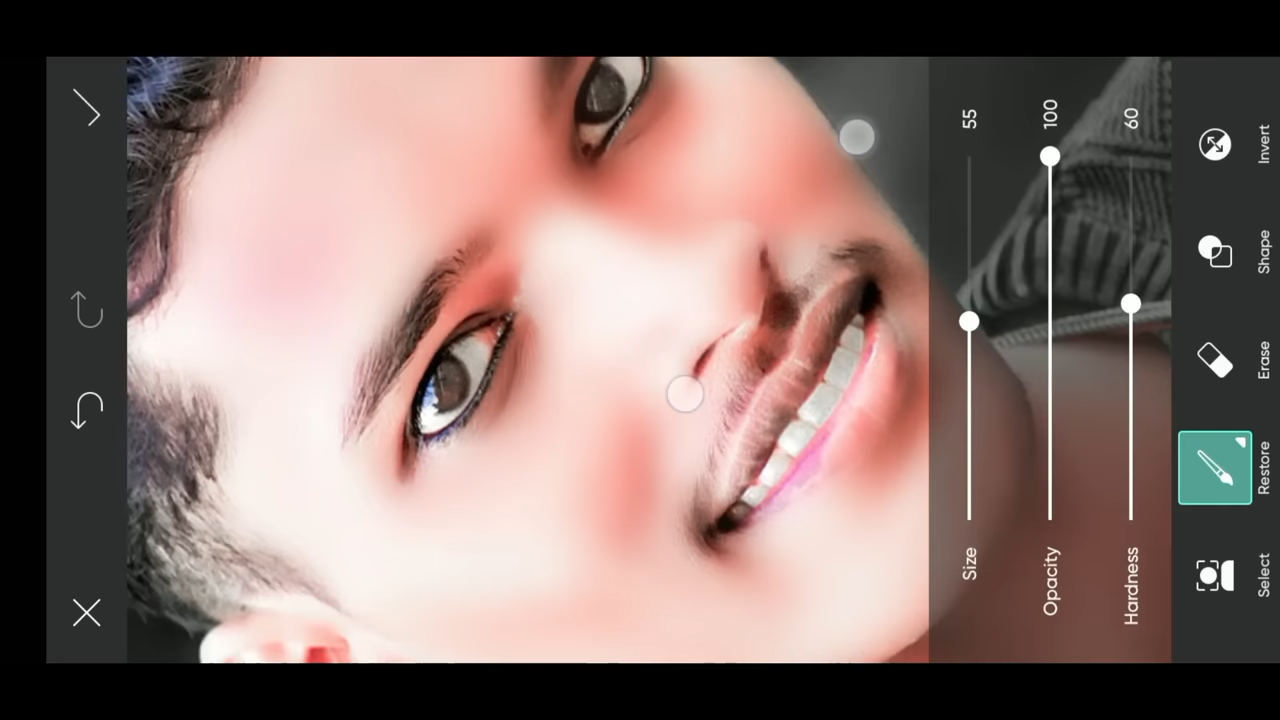 Size 55
Opacity 100
Hardness 60
Select
Restore
Erase
Shape
Invert